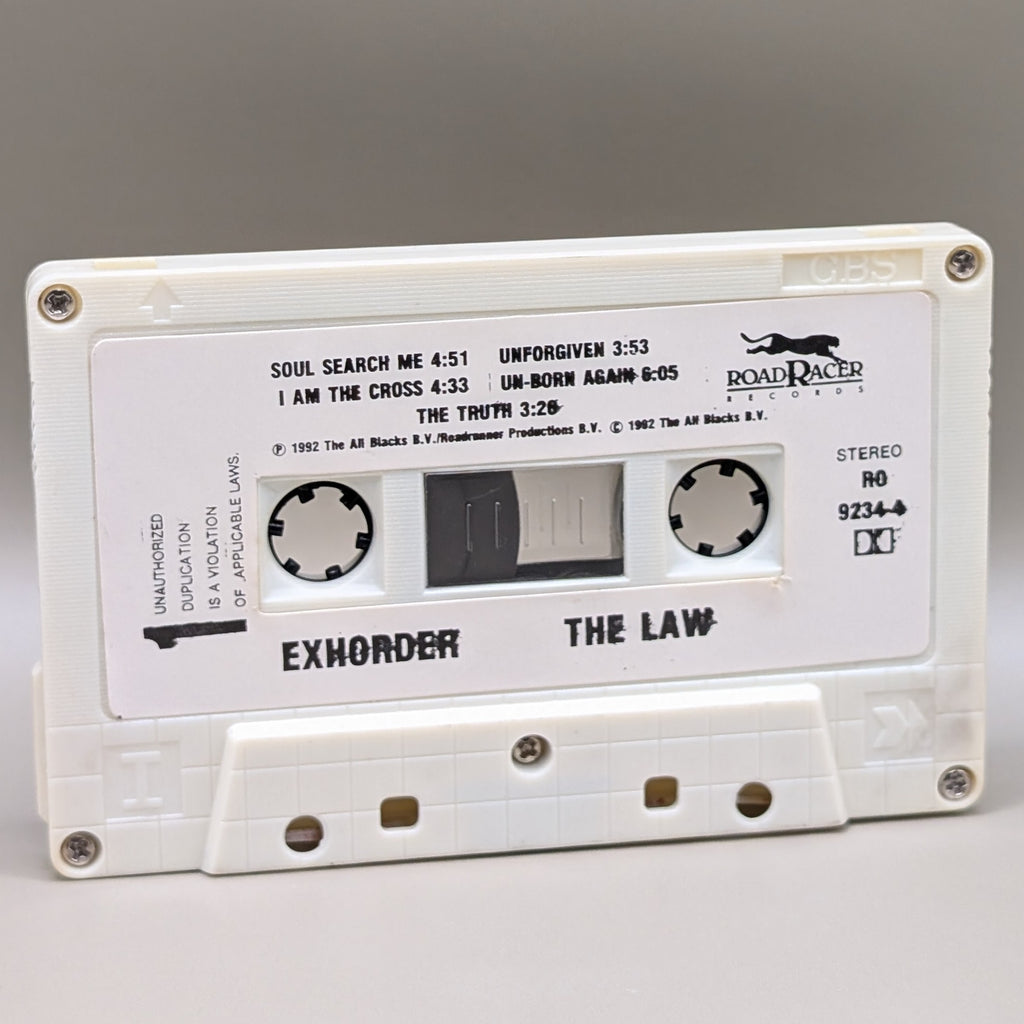 CBS
SOUL SEARCH ME 4:51 UNFORGIVEN 3:53
I AM THE CROSS 4:33 UN-BORN AGAIN 6:05
THE TRUTH 3:26
ROADRACER
RECORDS
℗ 1992 The All Blacks B.V./Roadrunner Productions B.V. © 1992 The All Blacks B.V.
STEREO
RO
9234-4
UNAUTHORIZED
DUPLICATION
IS A VIOLATION
OF APPLICABLE LAWS.
1
EXHORDER THE LAW
I